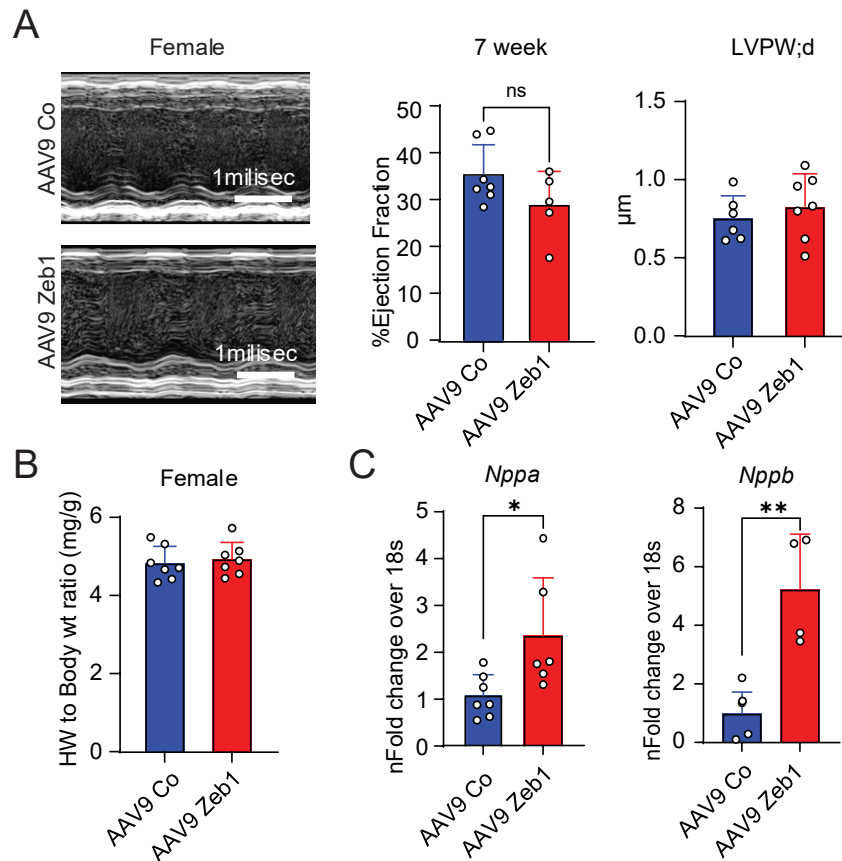 A
Female
AAV9 Co
1milisec
AAV9 Zeb1
1milisec
7 week
ns
%Ejection Fraction
50
40
30
20
10
0
AAV9 Co
AAV9 Zeb1
LVPW;d
µm
1.5
1.0
0.5
0.0
AAV9 Co
AAV9 Zeb1
B
Female
HW to Body wt ratio (mg/g)
6
4
2
0
AAV9 Co
AAV9 Zeb1
C
Nppa
*
nFold change over 18s
5
4
3
2
1
0
AAV9 Co
AAV9 Zeb1
Nppb
**
nFold change over 18s
8
6
4
2
0
AAV9 Co
AAV9 Zeb1